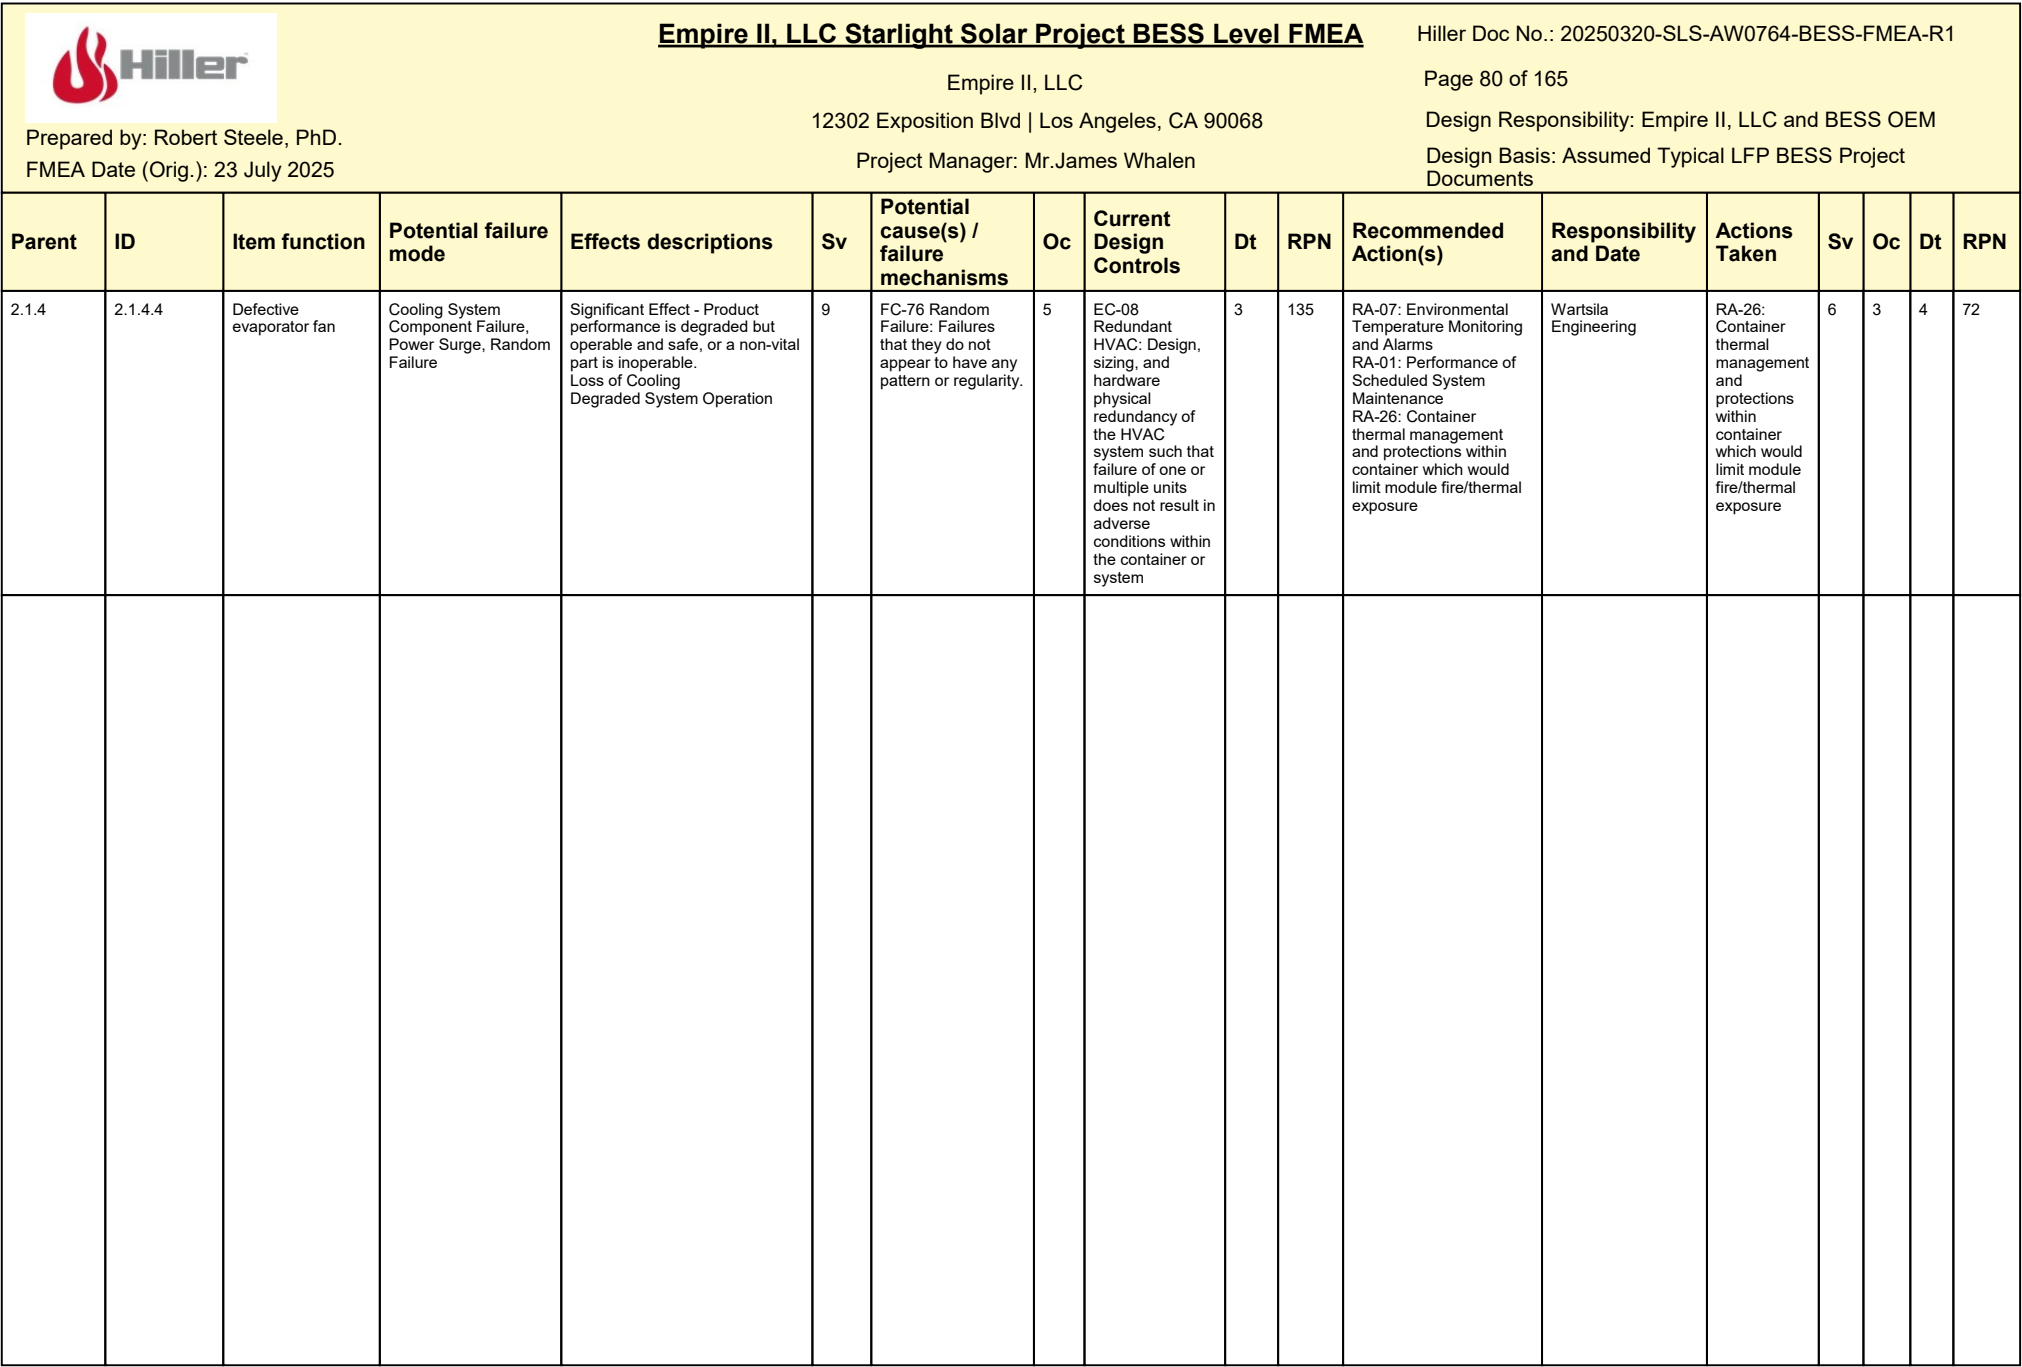 Hiller
Prepared by: Robert Steele, PhD.
FMEA Date (Orig.): 23 July 2025
Empire II, LLC Starlight Solar Project BESS Level FMEA
Empire II, LLC
12302 Exposition Blvd | Los Angeles, CA 90068
Project Manager: Mr.James Whalen
Hiller Doc No.: 20250320-SLS-AW0764-BESS-FMEA-R1
Page 80 of 165
Design Responsibility: Empire II, LLC and BESS OEM
Design Basis: Assumed Typical LFP BESS Project
Documents
Parent
ID
Item function
Potential failure
mode
Effects descriptions
Sv
Potential
cause(s) /
failure
mechanisms
Oc
Current
Design
Controls
Dt
RPN
Recommended
Action(s)
Responsibility
and Date
Actions
Taken
Sv
Oc
Dt
RPN
2.1.4
2.1.4.4
Defective
evaporator fan
Cooling System
Component Failure,
Power Surge, Random
Failure
Significant Effect - Product
performance is degraded but
operable and safe, or a non-vital
part is inoperable.
Loss of Cooling
Degraded System Operation
9
FC-76 Random
Failure: Failures
that they do not
appear to have any
pattern or regularity.
5
EC-08
Redundant
HVAC: Design,
sizing, and
hardware
physical
redundancy of
the HVAC
system such that
failure of one or
multiple units
does not result in
adverse
conditions within
the container or
system
3
135
RA-07: Environmental
Temperature Monitoring
and Alarms
RA-01: Performance of
Scheduled System
Maintenance
RA-26: Container
thermal management
and protections within
container which would
limit module fire/thermal
exposure
Wartsila
Engineering
RA-26:
Container
thermal
management
and
protections
within
container
which would
limit module
fire/thermal
exposure
6
3
4
72